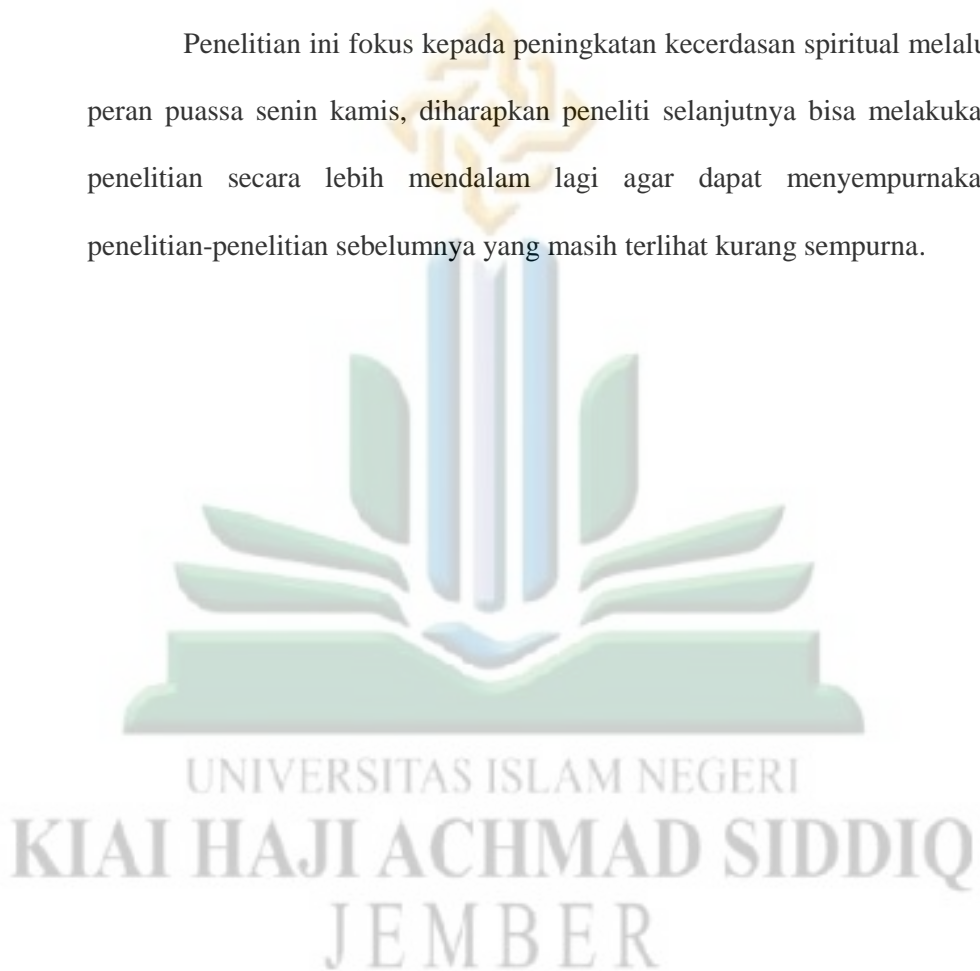 Penelitian ini fokus kepada peningkatan kecerdasan spiritual melalu
peran puassa senin kamis, diharapkan peneliti selanjutnya bisa melakuka
penelitian secara lebih mendalam lagi agar dapat menyempurnaka
penelitian-penelitian sebelumnya yang masih terlihat kurang sempurna.
UNIVERSITAS ISLAM NEGERI
KIAI HAJI ACHMAD SIDDIQ
JEMBER